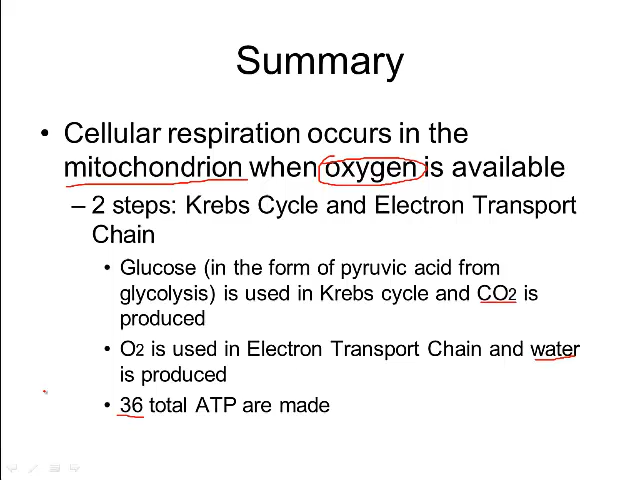 Summary
• Cellular respiration occurs in the
mitochondrion when oxygen is available
– 2 steps: Krebs Cycle and Electron Transport
Chain
• Glucose (in the form of pyruvic acid from
glycolysis) is used in Krebs cycle and CO2 is
produced
• O2 is used in Electron Transport Chain and water
is produced
• 36 total ATP are made